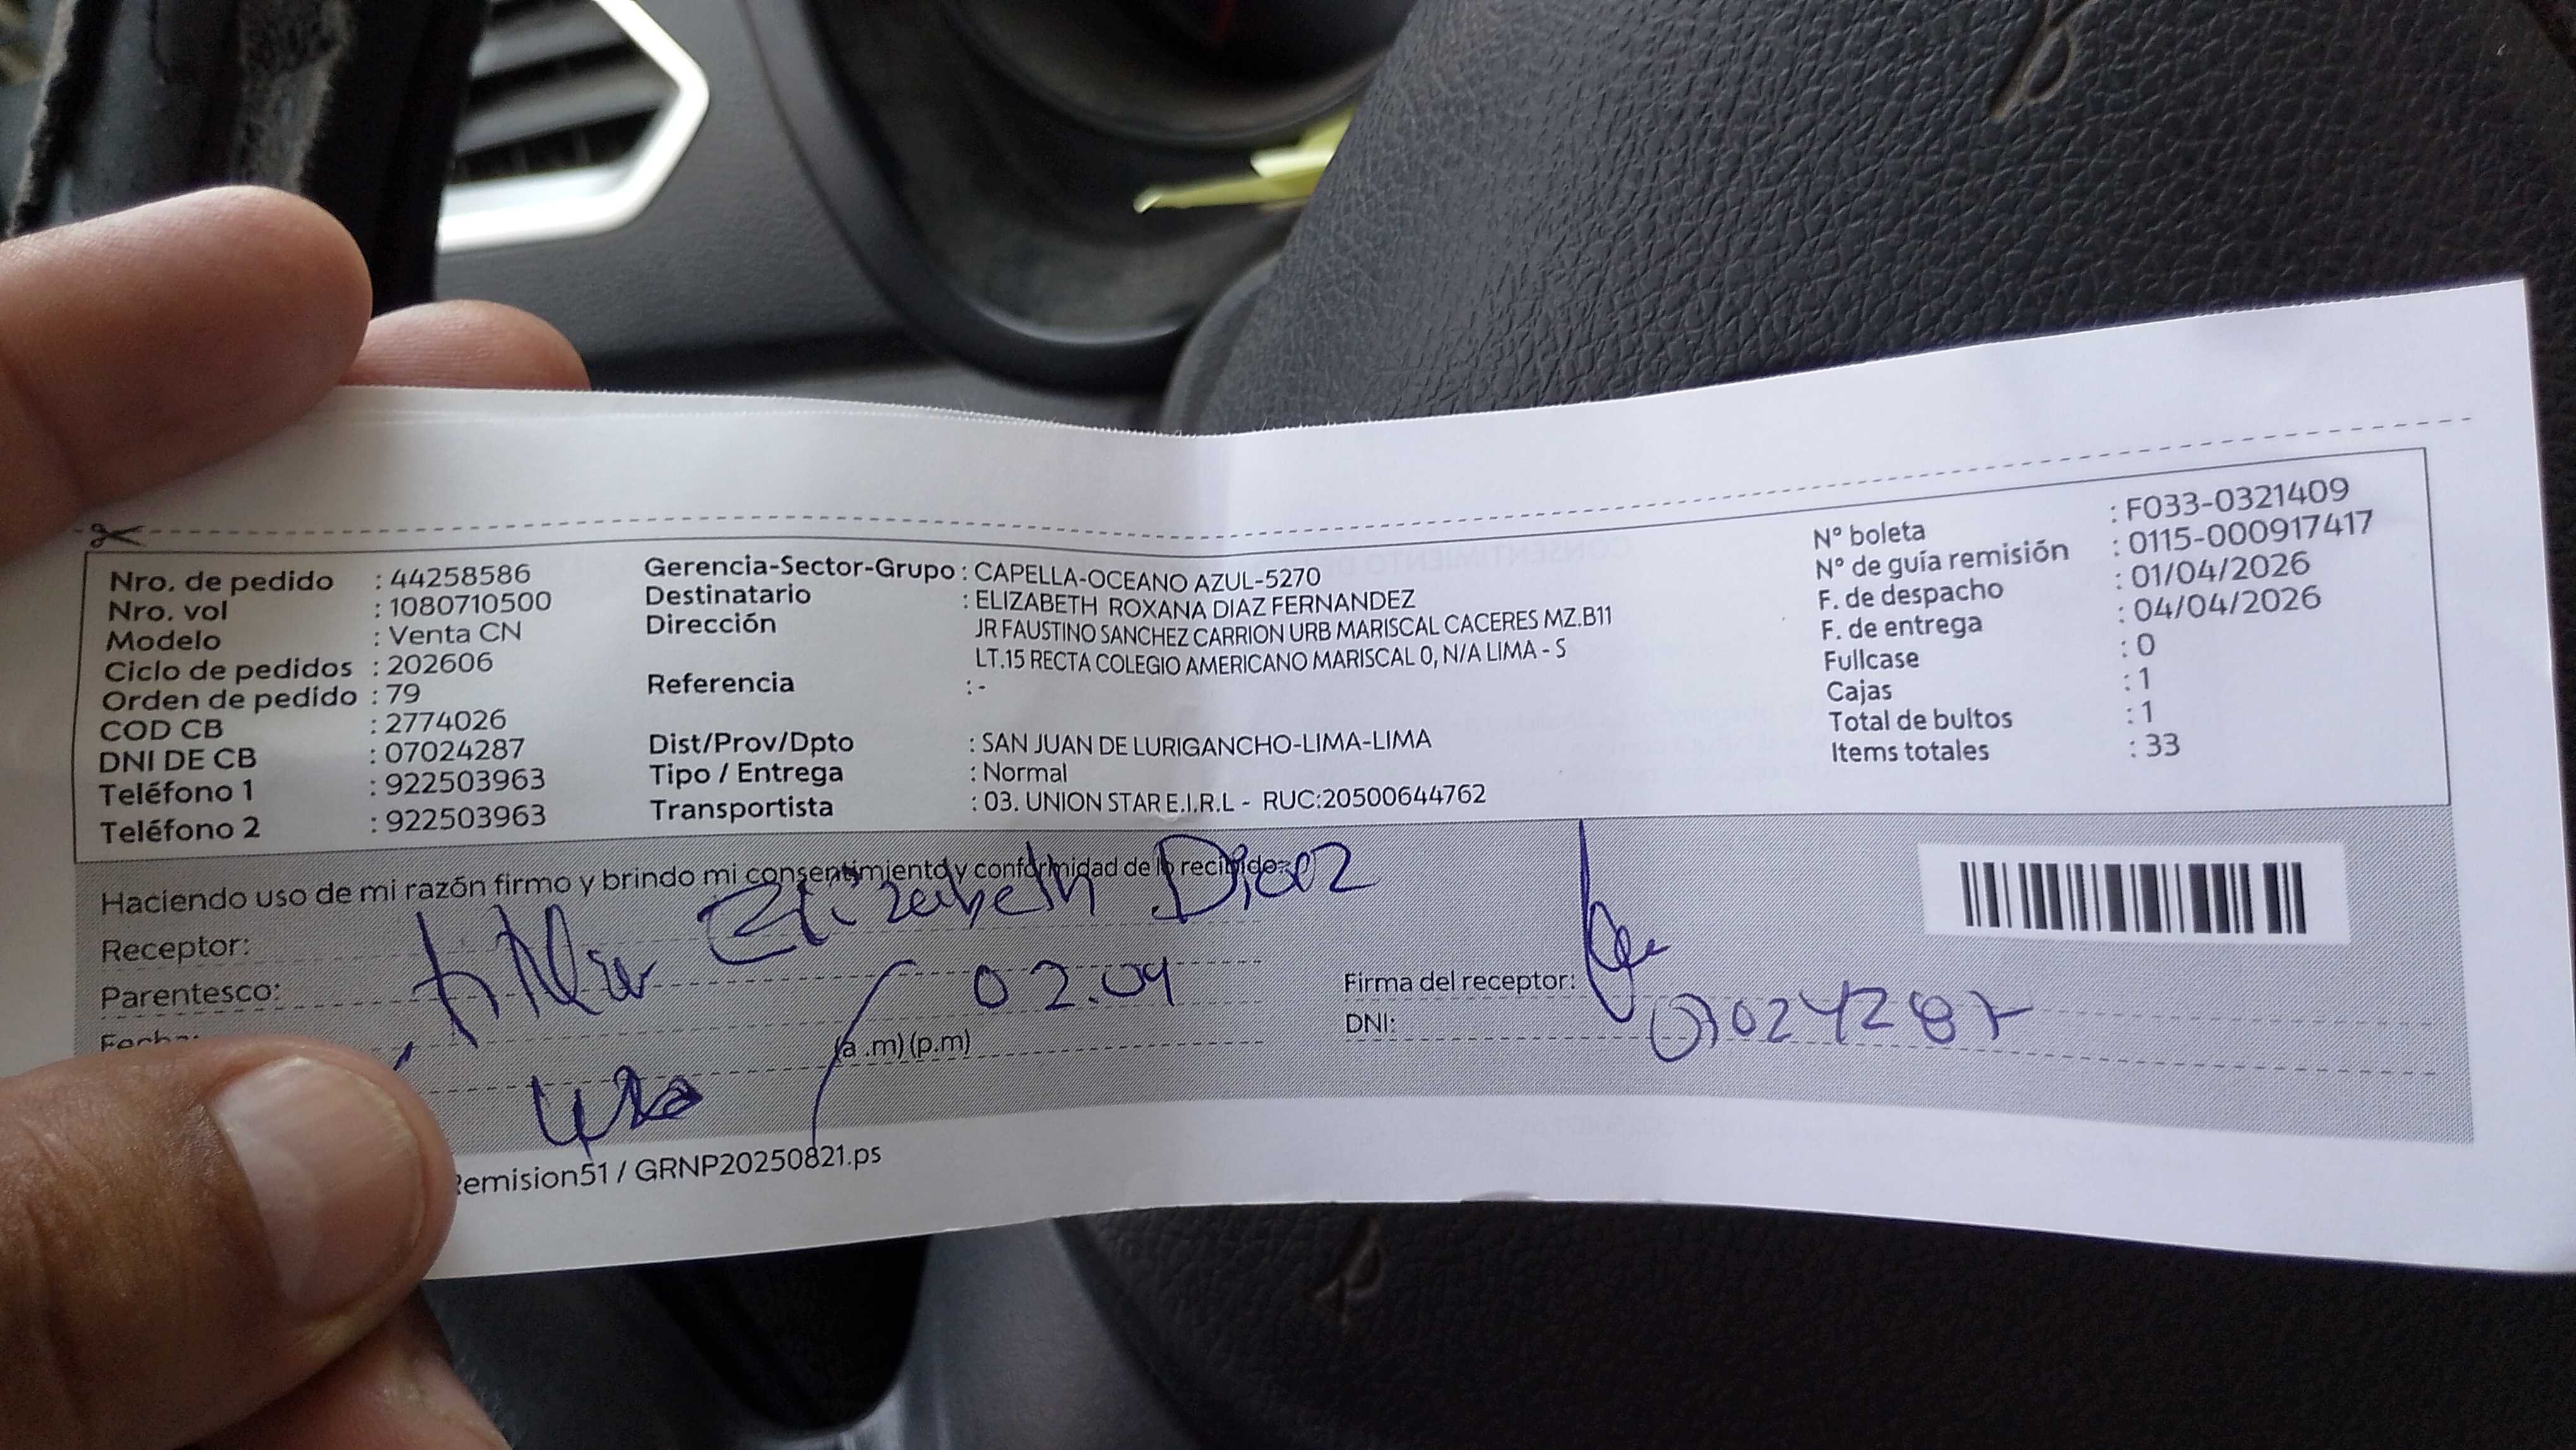 Nro. de pedido : 44258586
Nro. vol : 1080710500
Modelo : Venta CN
Ciclo de pedidos : 202606
Orden de pedido : 79
COD CB : 2774026
DNI DE CB : 07024287
Teléfono 1 : 922503963
Teléfono 2 : 922503963
Gerencia-Sector-Grupo : CAPELLA-OCEANO AZUL-5270
Destinatario : ELIZABETH ROXANA DIAZ FERNANDEZ
Dirección JR FAUSTINO SANCHEZ CARRION URB MARISCAL CACERES MZ.B11
LT.15 RECTA COLEGIO AMERICANO MARISCAL 0, N/A LIMA - S
Referencia : -
Dist/Prov/Dpto : SAN JUAN DE LURIGANCHO-LIMA-LIMA
Tipo / Entrega : Normal
Transportista : 03. UNION STAR E.I.R.L - RUC:20500644762
N° boleta : F033-0321409
N° de guía remisión : 0115-000917417
F. de despacho : 01/04/2026
F. de entrega : 04/04/2026
Fullcase : 0
Cajas : 1
Total de bultos : 1
Items totales : 33
Haciendo uso de mi razón firmo y brindo mi consentimiento y conformidad de lo recibido:
Receptor: Elizabeth Diaz
Parentesco:
02.04
(a .m) (p.m)
Firma del receptor:
DNI: 07024287
Remision51 / GRNP20250821.ps